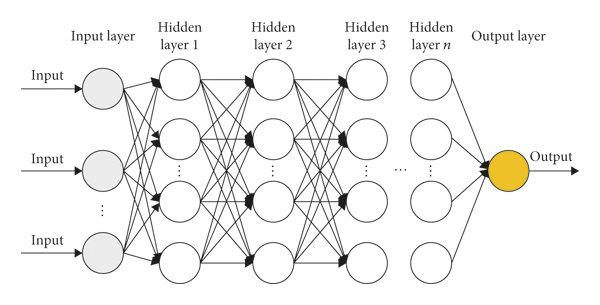 Input layer
Hidden
layer 1
Hidden
layer 2
Hidden
layer 3
Hidden
layer n
Output layer
Input
Input
Input
Output